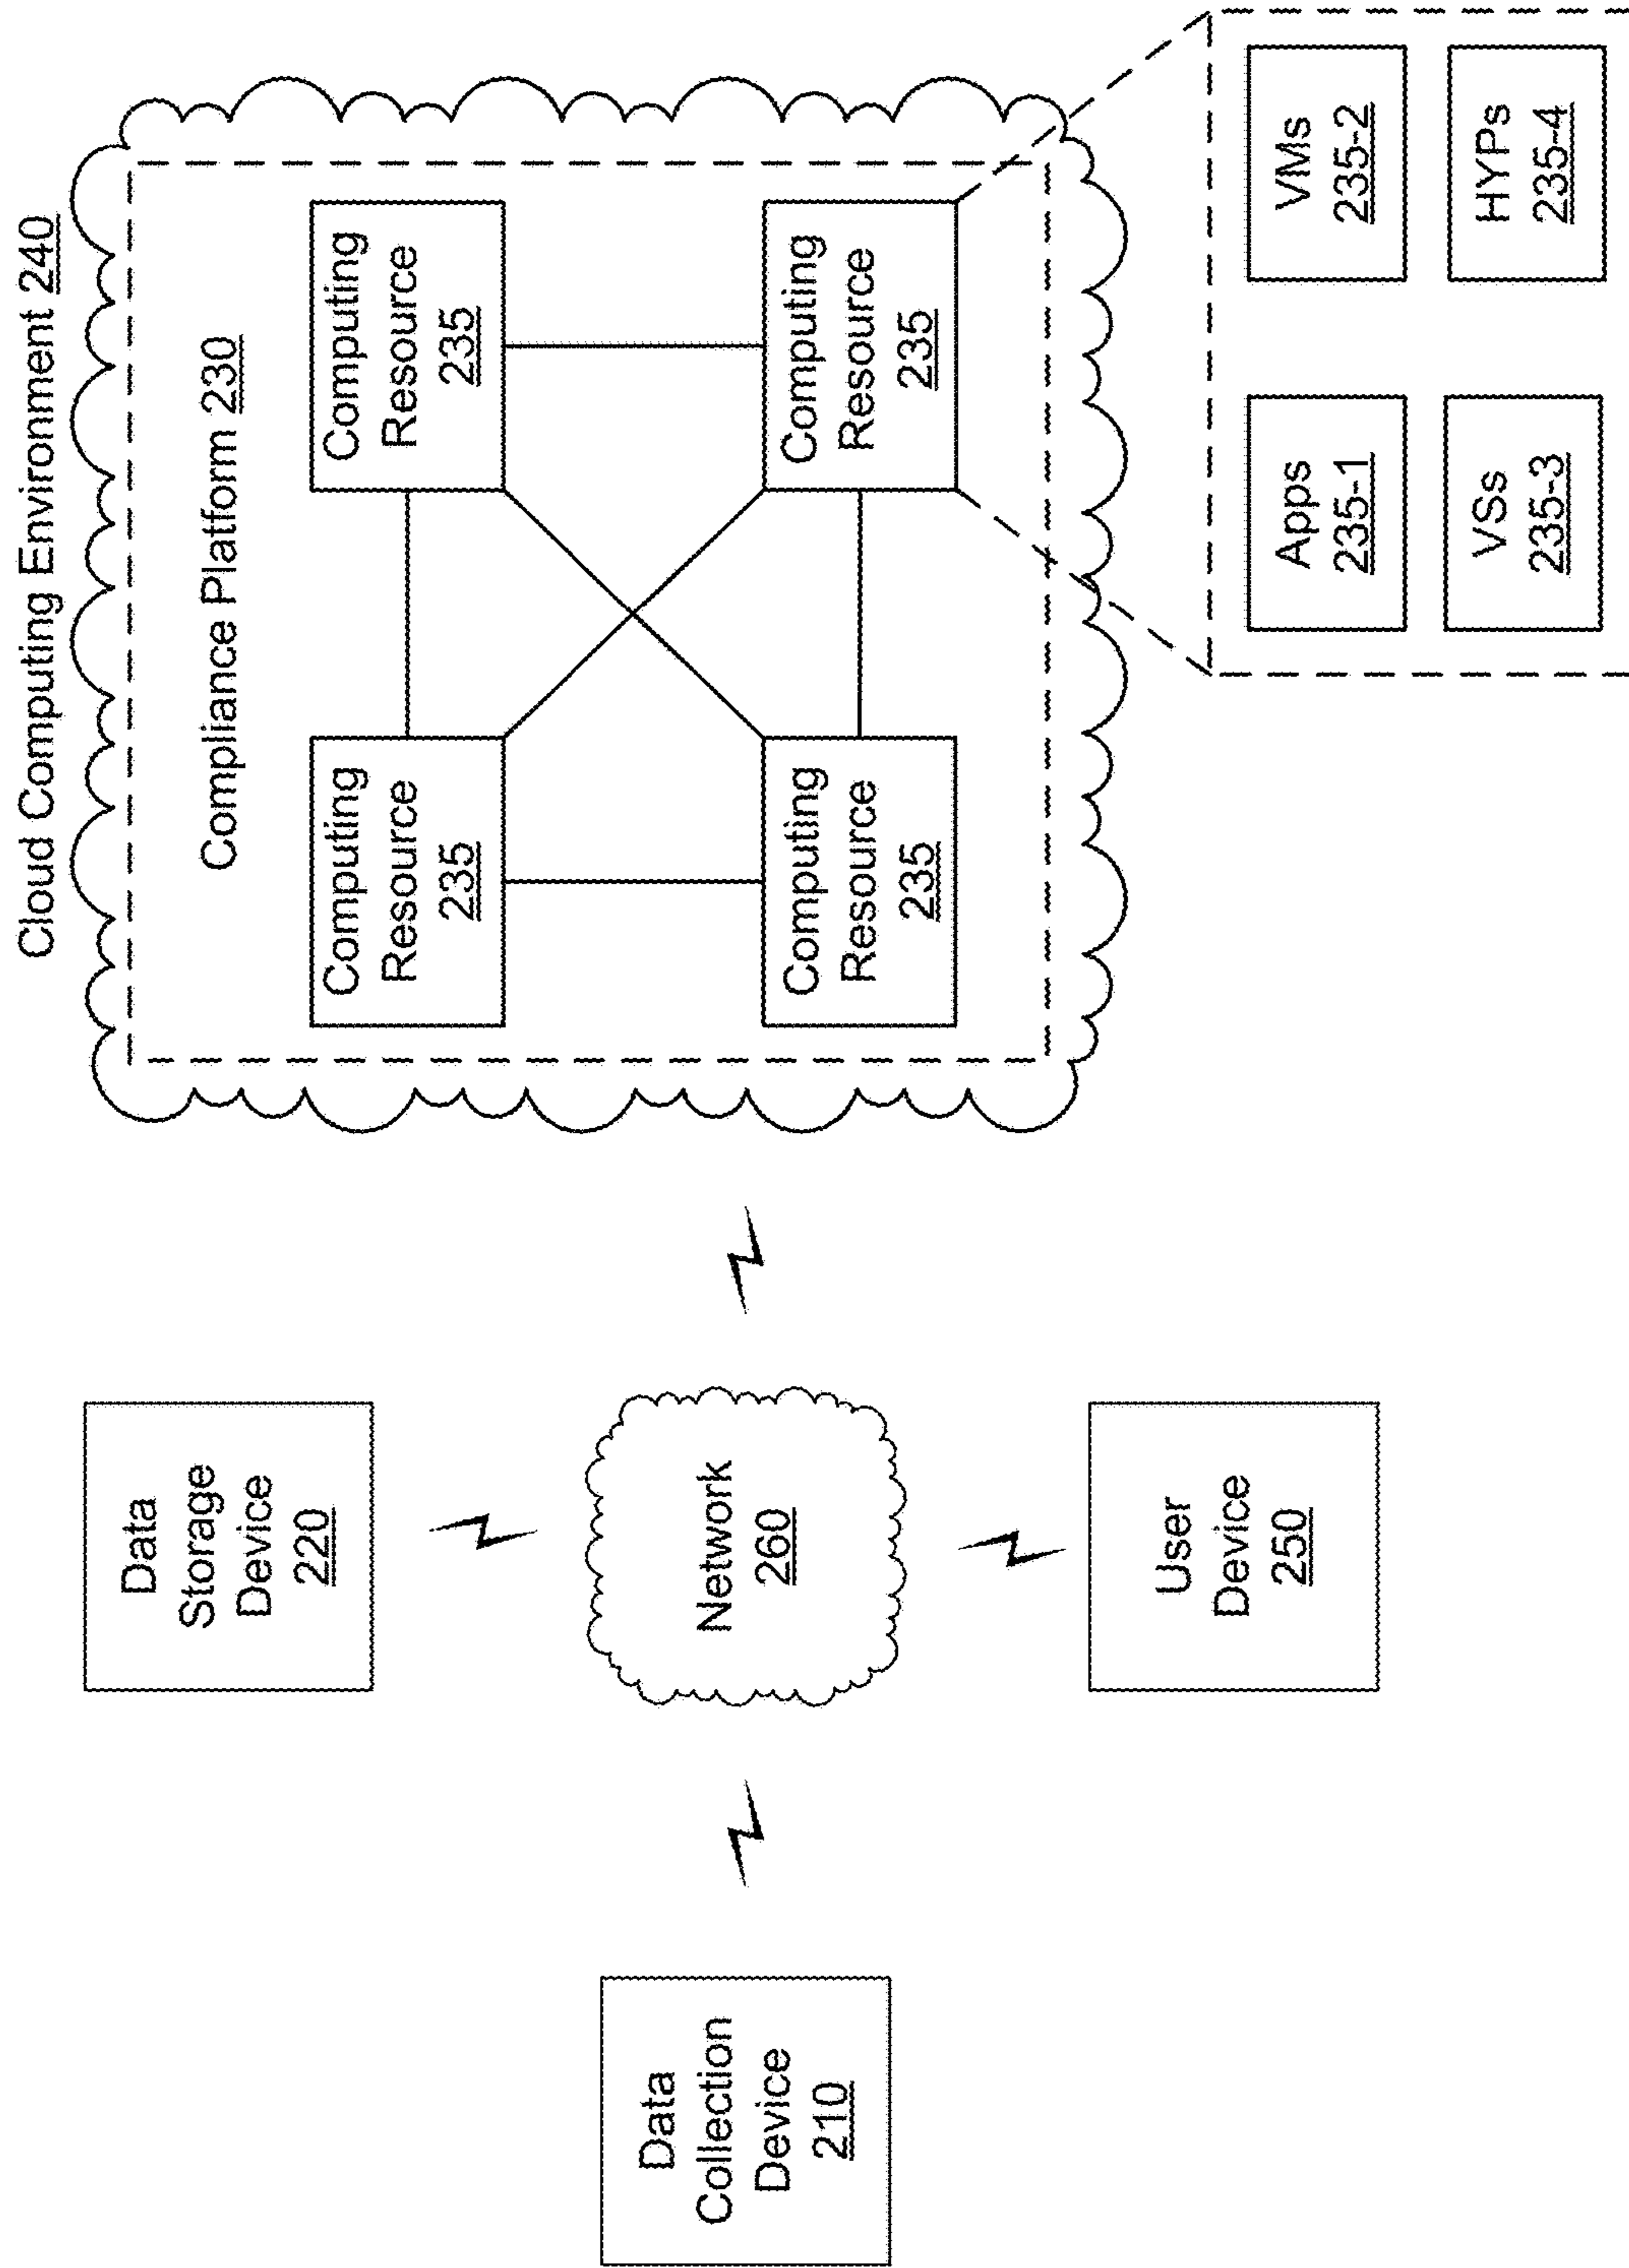 Cloud Computing Environment 240
Compliance Platform 230
Computing
Resource
235
Computing
Resource
235
Computing
Resource
235
Computing
Resource
235
Data
Storage
Device
220
Network
260
Data
Collection
Device
210
User
Device
250
Apps
235-1
VMs
235-2
VSs
235-3
HYPs
235-4